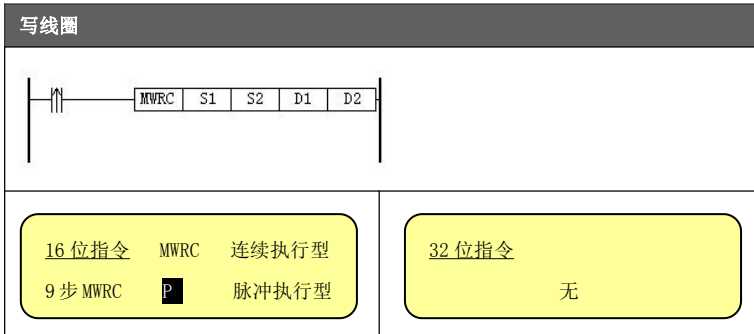 写线圈
MWRC S1 S2 D1 D2
16 位指令 MWRC 连续执行型
9 步 MWRC P 脉冲执行型
32 位指令
无